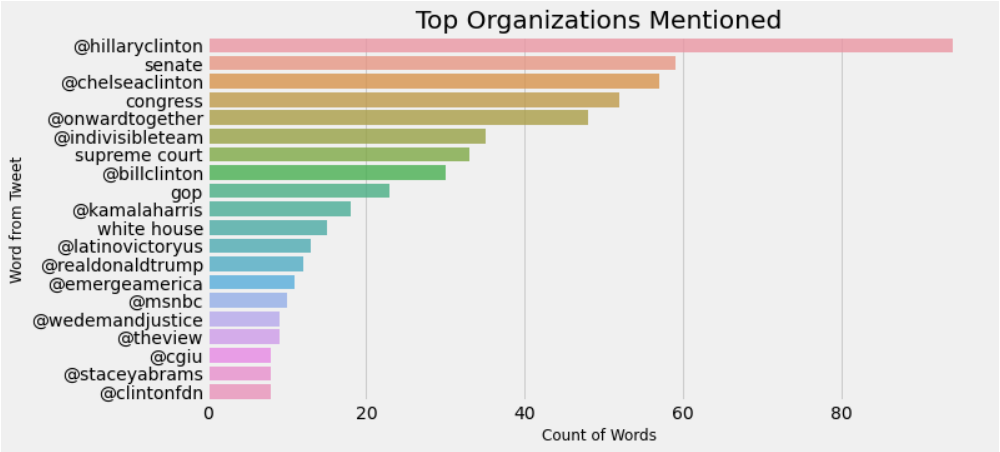 Top Organizations Mentioned
@hillaryclinton
senate
@chelseaclinton
congress
@onwardtogether
@indivisibleteam
supreme court
@billclinton
gop
@kamalaharris
white house
@latinovictoryus
@realdonaldtrump
@emergeamerica
@msnbc
@wedemandjustice
@theview
@cgiu
@staceyabrams
@clintonfdn
Word from Tweet
0 20 40 60 80
Count of Words